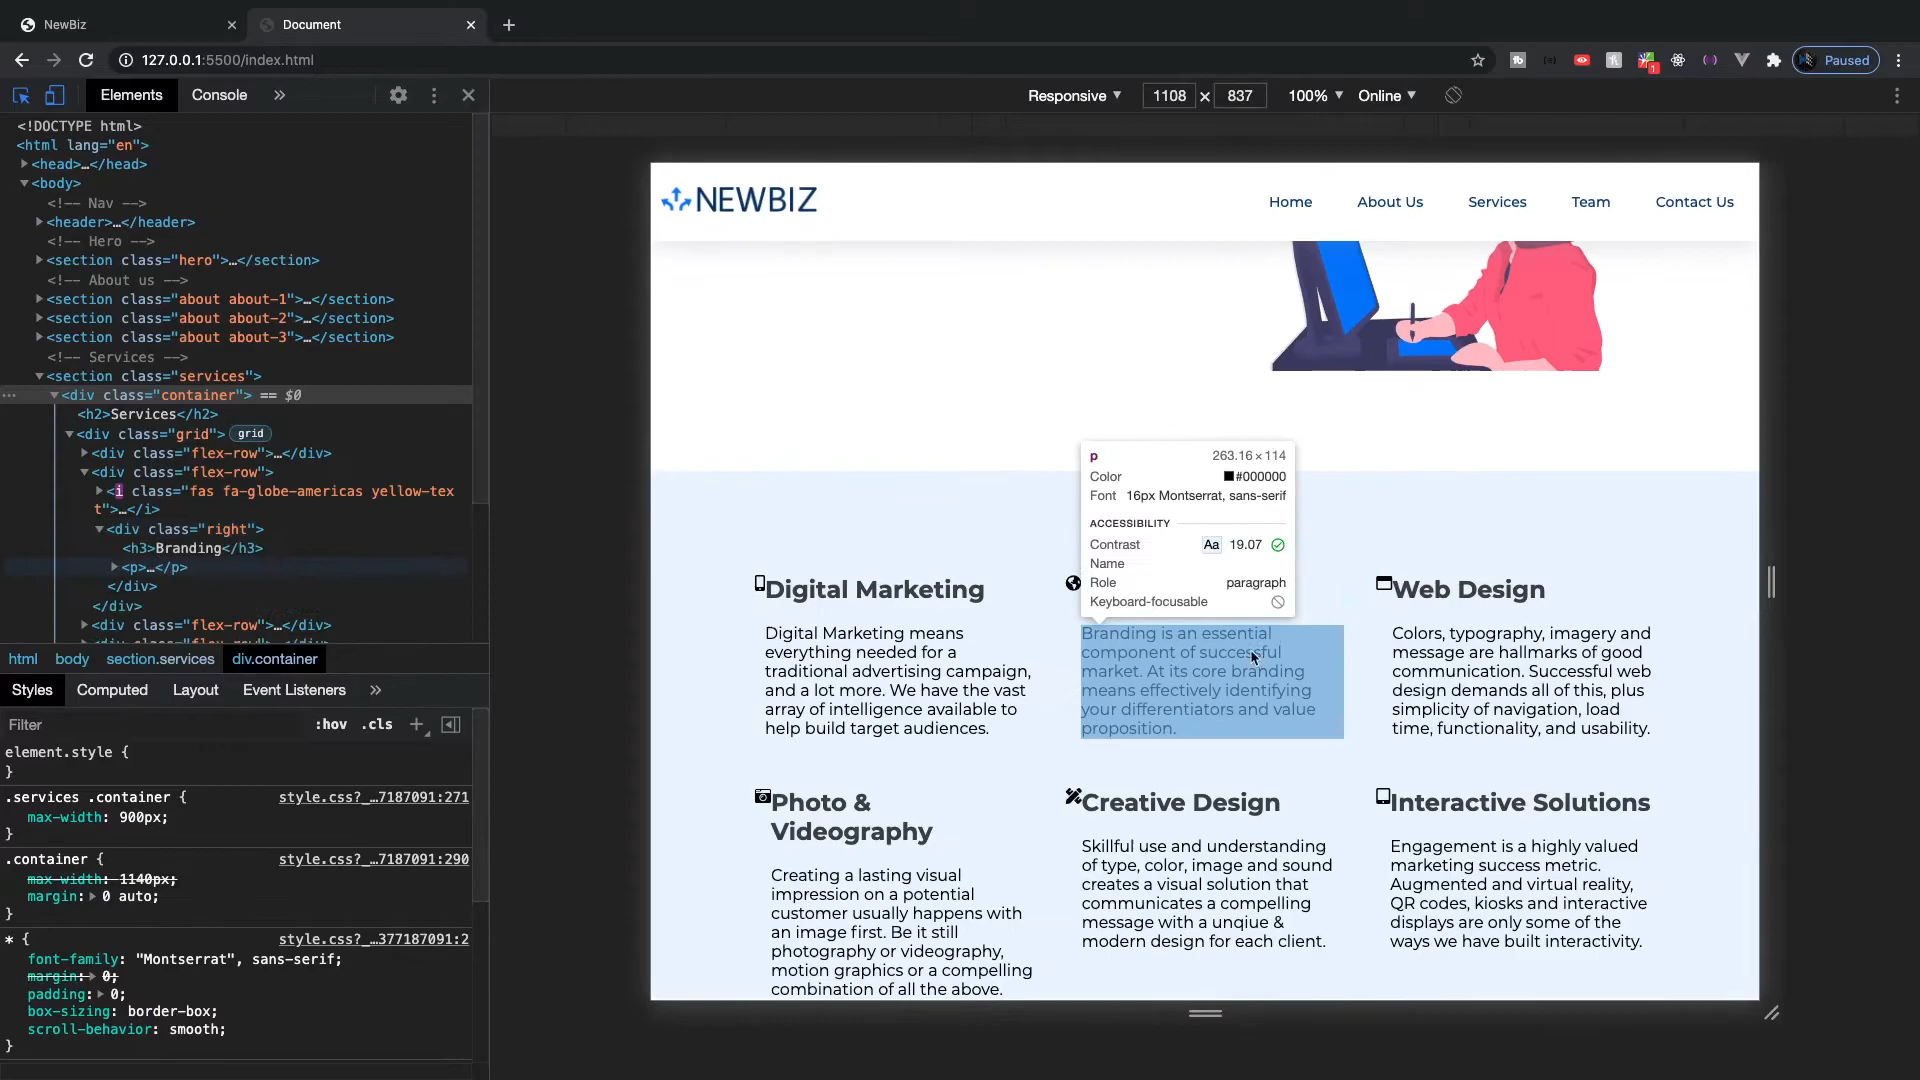 NewBiz
Document
127.0.0.1:5500/index.html
1
Paused
Elements
Console
»
Responsive
1108 x 837
100%
Online
<!DOCTYPE html>
<html lang="en">
<head>…</head>
<body>
<!-- Nav -->
<header>…</header>
<!-- Hero -->
<section class="hero">…</section>
<!-- About us -->
<section class="about about-1">…</section>
<section class="about about-2">…</section>
<section class="about about-3">…</section>
<!-- Services -->
<section class="services">
<div class="container"> == $0
<h2>Services</h2>
<div class="grid"> grid
<div class="flex-row">…</div>
<div class="flex-row">
<i class="fas fa-globe-americas yellow-tex
t">…</i>
<div class="right">
<h3>Branding</h3>
<p>…</p>
</div>
</div>
<div class="flex-row">…</div>
html body section.services div.container
Styles Computed Layout Event Listeners »
Filter
:hov .cls +
element.style {
}
.services .container {
style.css?_…7187091:271
max-width: 900px;
}
.container {
style.css?_…7187091:290
max-width: 1140px;
margin: 0 auto;
}
* {
style.css?_…377187091:2
font-family: "Montserrat", sans-serif;
margin: 0;
padding: 0;
box-sizing: border-box;
scroll-behavior: smooth;
}
NEWBIZ
Home
About Us
Services
Team
Contact Us
p 263.16 × 114
Color #000000
Font 16px Montserrat, sans-serif
ACCESSIBILITY
Contrast Aa 19.07
Name
Role paragraph
Keyboard-focusable
Digital Marketing
Digital Marketing means
everything needed for a
traditional advertising campaign,
and a lot more. We have the vast
array of intelligence available to
help build target audiences.
Branding is an essential
component of successful
market. At its core branding
means effectively identifying
your differentiators and value
proposition.
Web Design
Colors, typography, imagery and
message are hallmarks of good
communication. Successful web
design demands all of this, plus
simplicity of navigation, load
time, functionality, and usability.
Photo &
Videography
Creating a lasting visual
impression on a potential
customer usually happens with
an image first. Be it still
photography or videography,
motion graphics or a compelling
combination of all the above.
Creative Design
Skillful use and understanding
of type, color, image and sound
creates a visual solution that
communicates a compelling
message with a unqiue &
modern design for each client.
Interactive Solutions
Engagement is a highly valued
marketing success metric.
Augmented and virtual reality,
QR codes, kiosks and interactive
displays are only some of the
ways we have built interactivity.